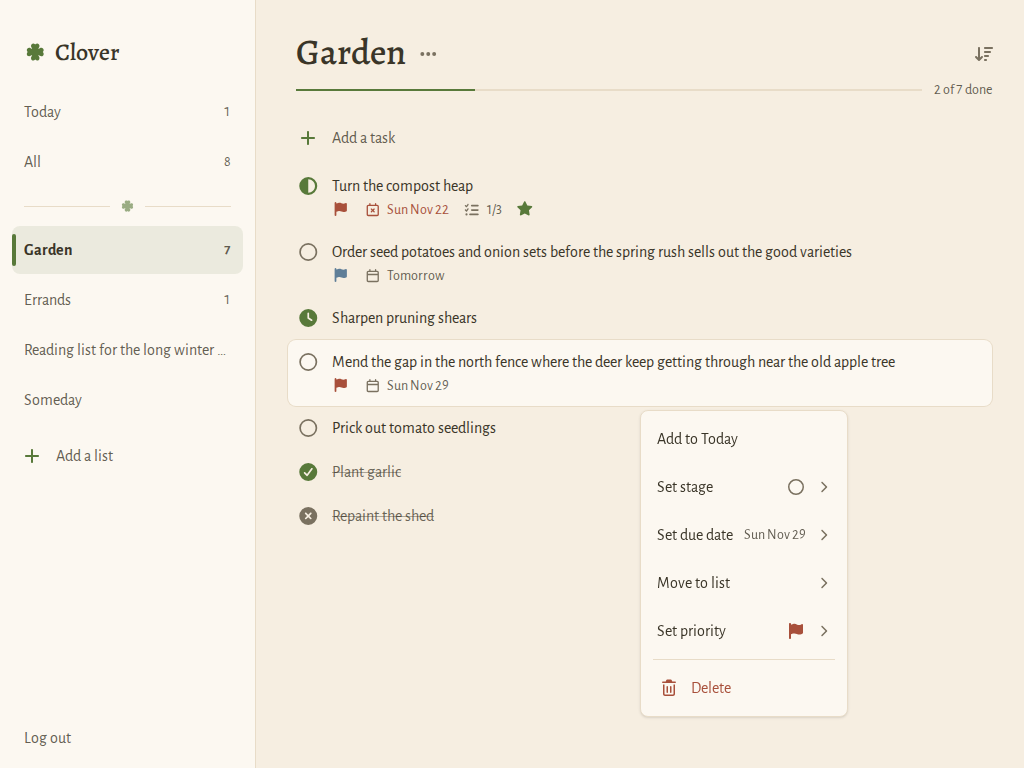 Clover
Today 1
All 8
Garden 7
Errands 1
Reading list for the long winter ...
Someday
Add a list
Log out
Garden
2 of 7 done
Add a task
Turn the compost heap
Sun Nov 22 1/3
Order seed potatoes and onion sets before the spring rush sells out the good varieties
Tomorrow
Sharpen pruning shears
Mend the gap in the north fence where the deer keep getting through near the old apple tree
Sun Nov 29
Prick out tomato seedlings
Plant garlic
Repaint the shed
Add to Today
Set stage
Set due date Sun Nov 29
Move to list
Set priority
Delete